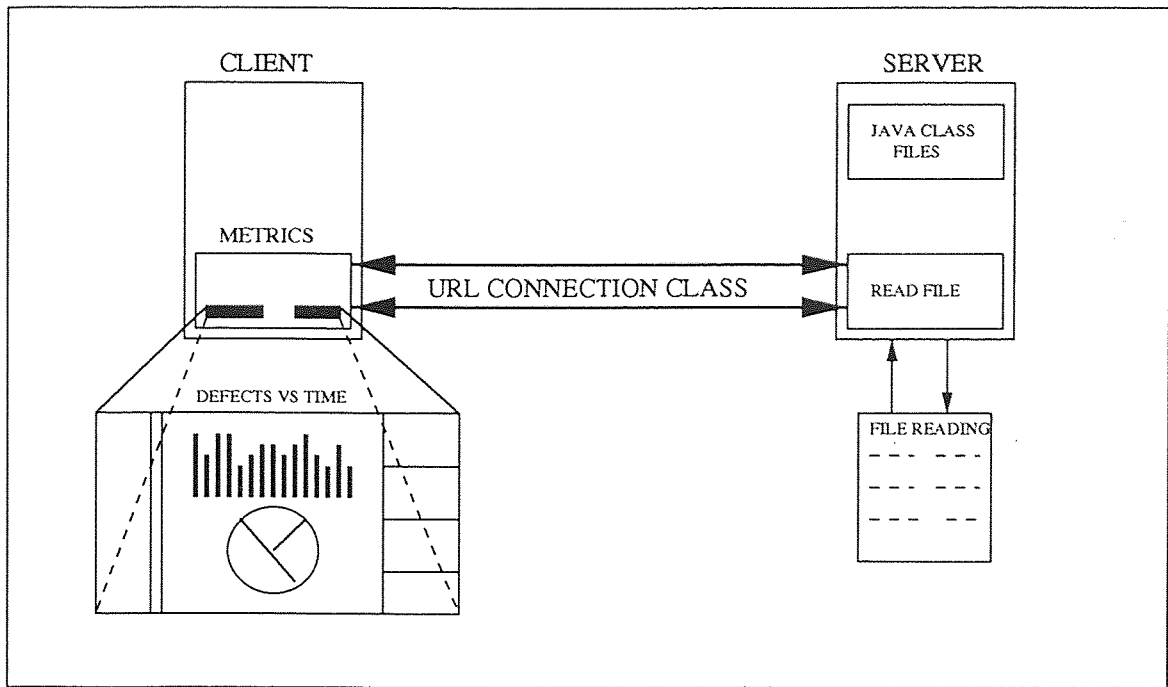 CLIENT
SERVER
JAVA CLASS
FILES
METRICS
URL CONNECTION CLASS
READ FILE
DEFECTS VS TIME
FILE READING